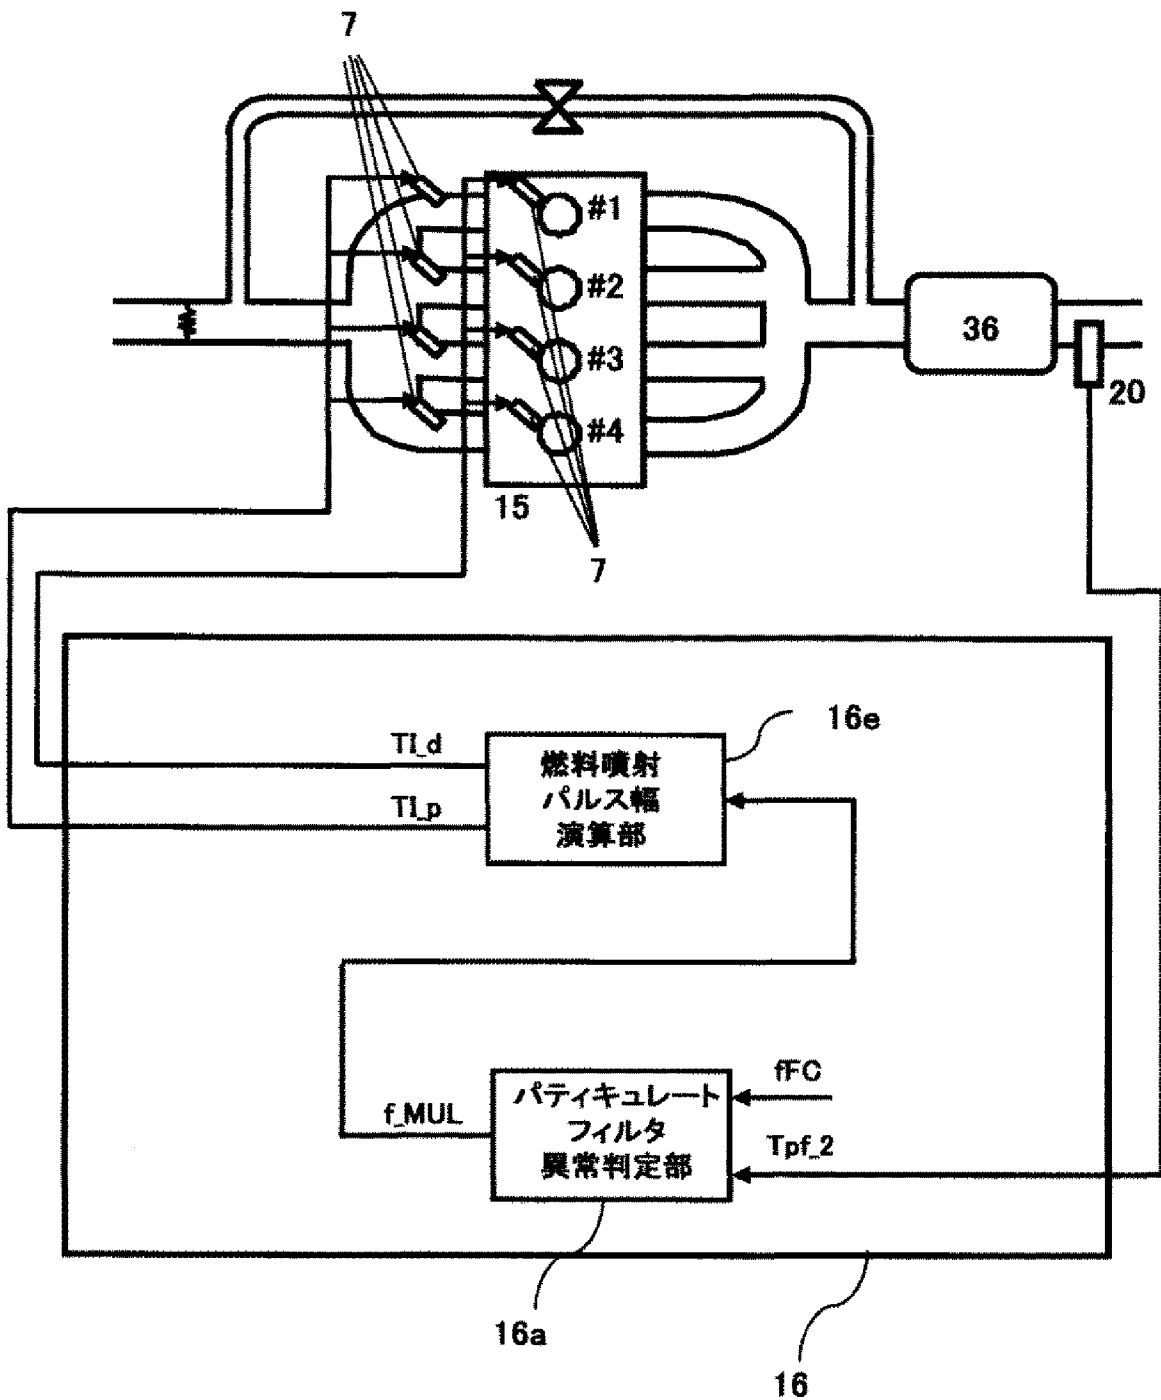 7
#1
#2
#3
#4
36
20
15
7
16e
TI_d
TI_p
燃料噴射
パルス幅
演算部
f_MUL
パティキュレート
フィルタ
異常判定部
fFC
Tpf_2
16a
16